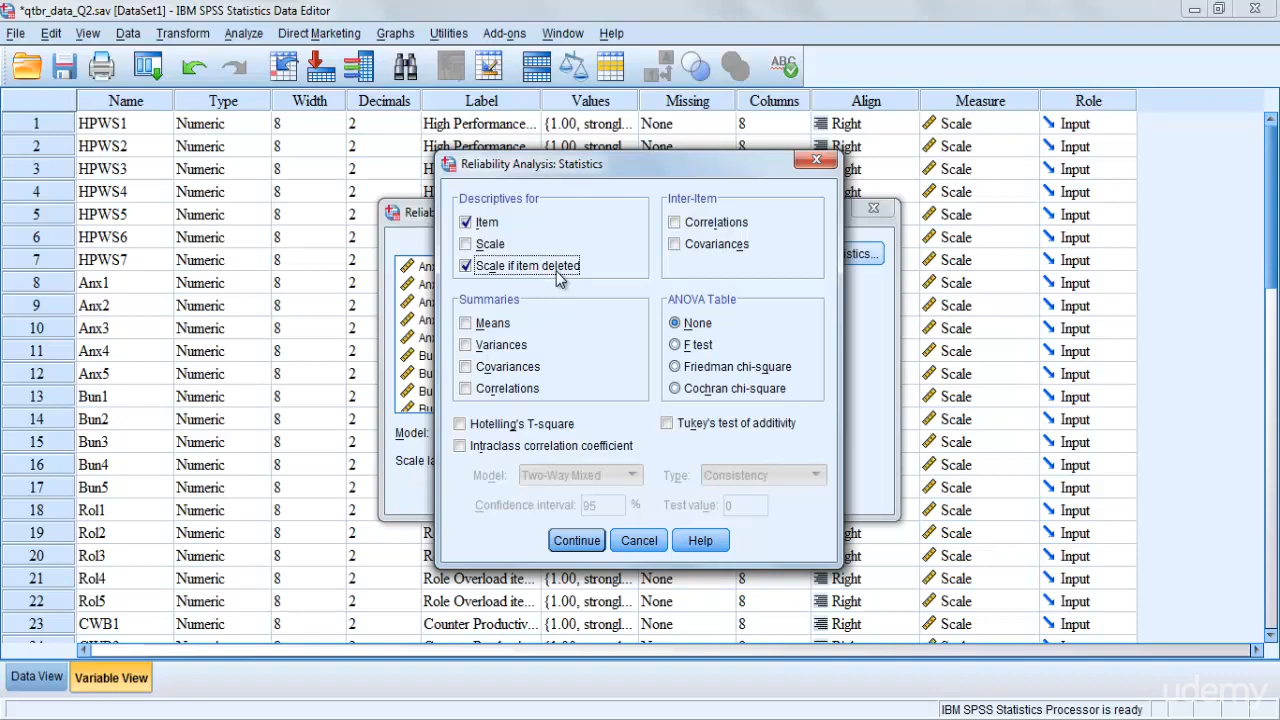 *qtbr_data_Q2.sav [DataSet1] - IBM SPSS Statistics Data Editor
File Edit View Data Transform Analyze Direct Marketing Graphs Utilities Add-ons Window Help
Name Type Width Decimals Label Values Missing Columns Align Measure Role
1 HPWS1 Numeric 8 2 High Performance... {1.00, strongl... None 8 Right Scale Input
2 HPWS2 Numeric 8 2 High Performance... {1.00, strongl... None 8 Right Scale Input
3 HPWS3 Numeric 8 2 Scale Input
4 HPWS4 Numeric 8 2 Scale Input
5 HPWS5 Numeric 8 2 Scale Input
6 HPWS6 Numeric 8 2 Scale Input
7 HPWS7 Numeric 8 2 Scale Input
8 Anx1 Numeric 8 2 Scale Input
9 Anx2 Numeric 8 2 Scale Input
10 Anx3 Numeric 8 2 Scale Input
11 Anx4 Numeric 8 2 Scale Input
12 Anx5 Numeric 8 2 Scale Input
13 Bun1 Numeric 8 2 Scale Input
14 Bun2 Numeric 8 2 Scale Input
15 Bun3 Numeric 8 2 Scale Input
16 Bun4 Numeric 8 2 Scale Input
17 Bun5 Numeric 8 2 Scale Input
18 Rol1 Numeric 8 2 Scale Input
19 Rol2 Numeric 8 2 Right Scale Input
20 Rol3 Numeric 8 2 Right Scale Input
21 Rol4 Numeric 8 2 Role Overload ite... {1.00, strongl... None 8 Right Scale Input
22 Rol5 Numeric 8 2 Role Overload ite... {1.00, strongl... None 8 Right Scale Input
23 CWB1 Numeric 8 2 Counter Productiv... {1.00, strongl... None 8 Right Scale Input
Model:
Reliability Analysis: Statistics
Descriptives for
Item
Scale
Scale if item deleted
Inter-Item
Correlations
Covariances
Summaries
Means
Variances
Covariances
Correlations
ANOVA Table
None
F test
Friedman chi-square
Cochran chi-square
Hotelling's T-square
Tukey's test of additivity
Intraclass correlation coefficient
Model: Two-Way Mixed Type: Consistency
Confidence interval: 95 % Test value: 0
Continue Cancel Help
Data View Variable View
udemy
IBM SPSS Statistics Processor is ready